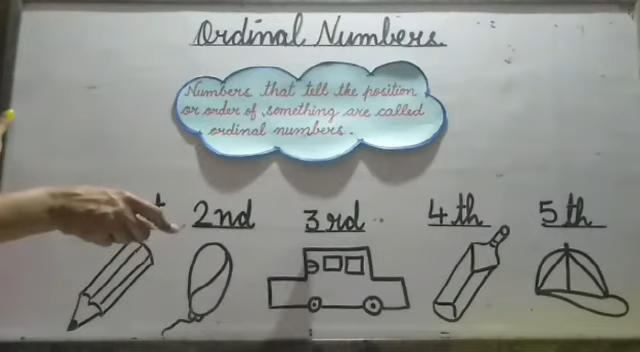 Ordinal Numbers.
Numbers that tell the position
or order of something are called
ordinal numbers.
2nd 3rd 4th 5th